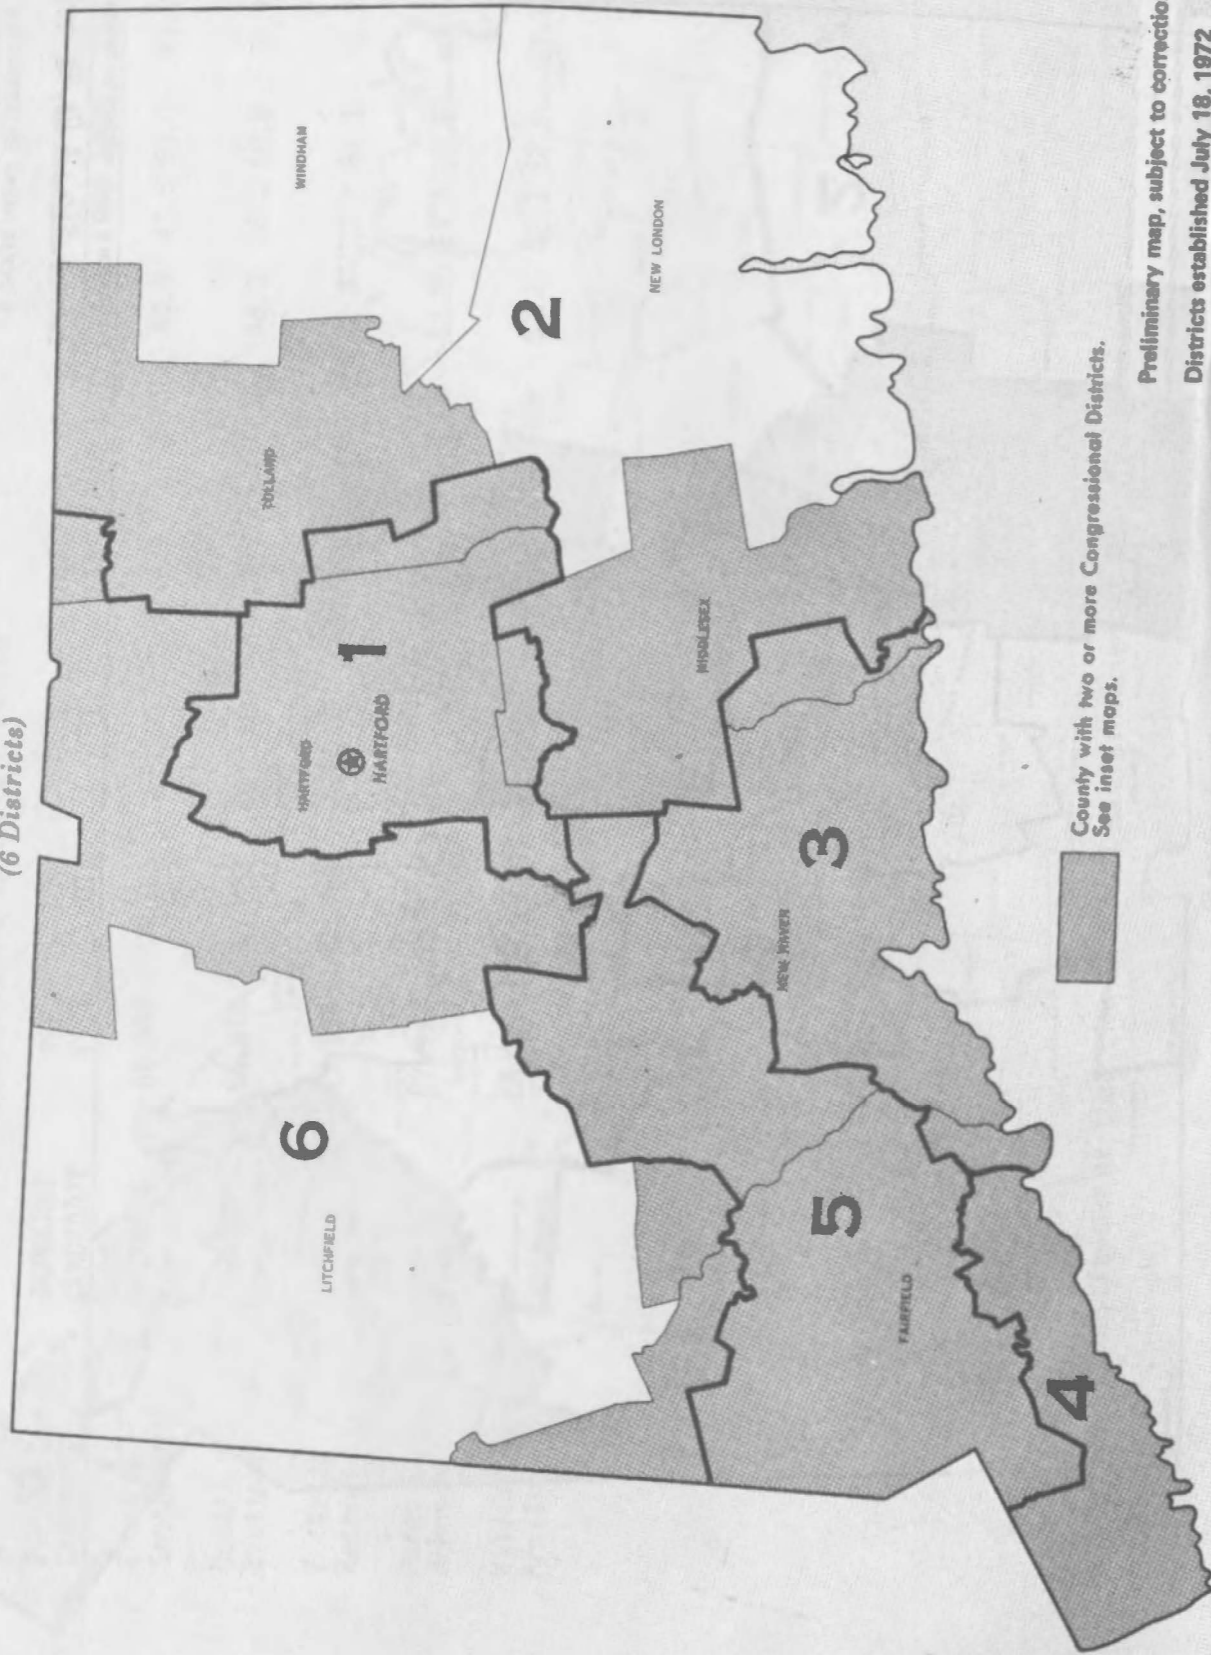 (6 Districts)
WINDHAM
TOLLAND
HARTFORD
HARTFORD
LITCHFIELD
NEW LONDON
MIDDLESEX
NEW HAVEN
FAIRFIELD
1
2
3
4
5
6
County with two or more Congressional Districts.
See inset maps.
Preliminary map, subject to correctio
Districts established July 18, 1972